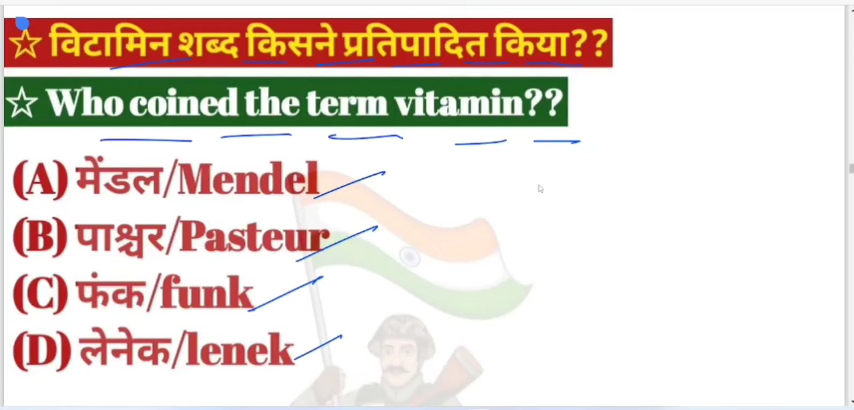 ☆ विटामिन शब्द किसने प्रतिपादित किया??
☆ Who coined the term vitamin??
(A) मेंडल/Mendel
(B) पाश्चर/Pasteur
(C) फंक/funk
(D) लेनेक/lenek